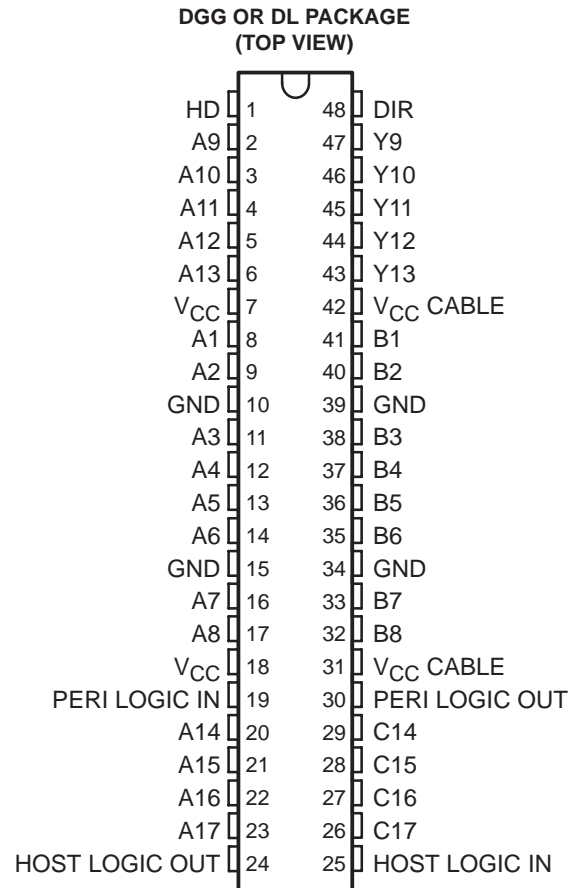 DGG OR DL PACKAGE
(TOP VIEW)
HD 1 48 DIR
A9 2 47 Y9
A10 3 46 Y10
A11 4 45 Y11
A12 5 44 Y12
A13 6 43 Y13
VCC 7 42 VCC CABLE
A1 8 41 B1
A2 9 40 B2
GND 10 39 GND
A3 11 38 B3
A4 12 37 B4
A5 13 36 B5
A6 14 35 B6
GND 15 34 GND
A7 16 33 B7
A8 17 32 B8
VCC 18 31 VCC CABLE
PERI LOGIC IN 19 30 PERI LOGIC OUT
A14 20 29 C14
A15 21 28 C15
A16 22 27 C16
A17 23 26 C17
HOST LOGIC OUT 24 25 HOST LOGIC IN